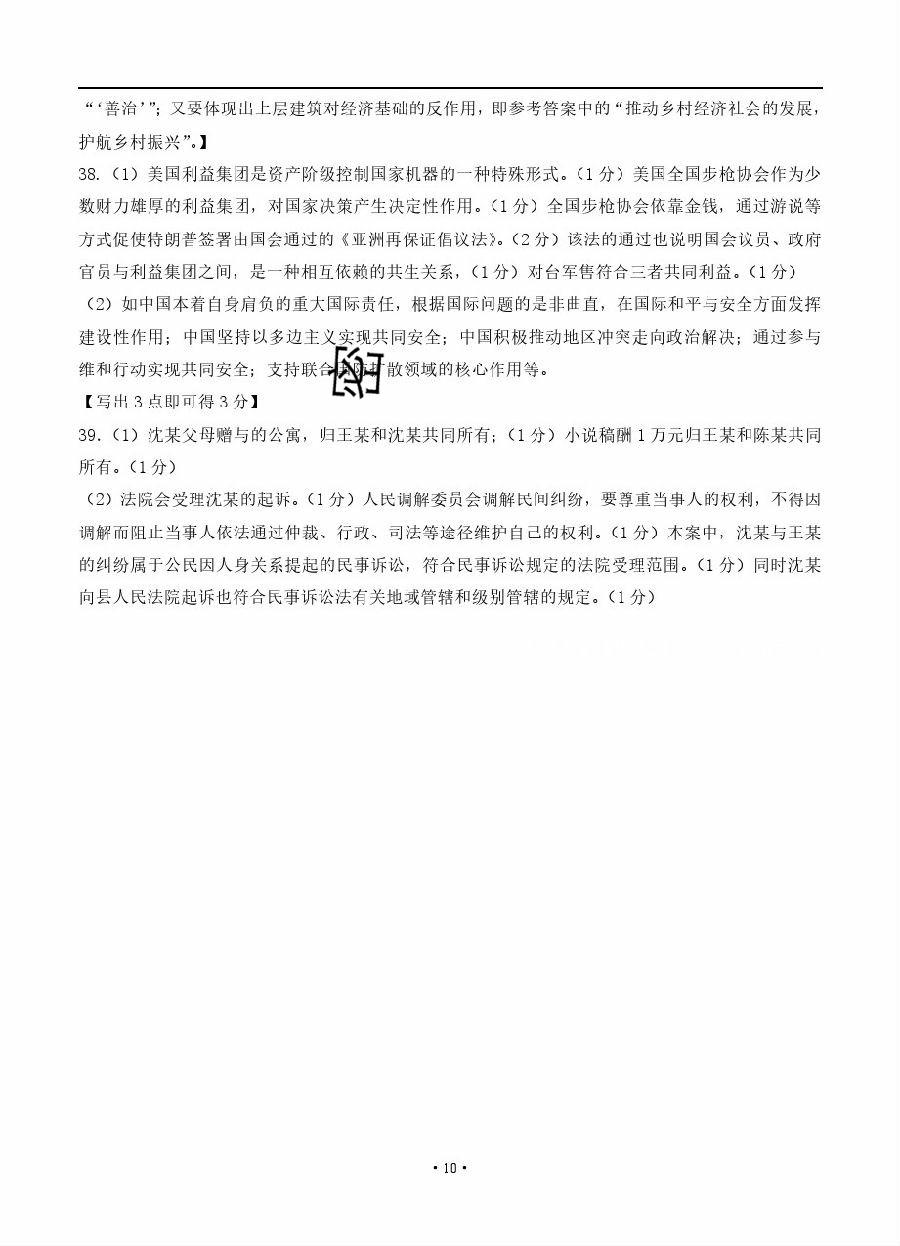 “‘善治’”；又要体现出上层建筑对经济基础的反作用，即参考答案中的“推动乡村经济社会的发展，
护航乡村振兴”。】
38.（1）美国利益集团是资产阶级控制国家机器的一种特殊形式。（1分）美国全国步枪协会作为少
数财力雄厚的利益集团，对国家决策产生决定性作用。（1分）全国步枪协会依靠金钱，通过游说等
方式促使特朗普签署由国会通过的《亚洲再保证倡议法》。（2分）该法的通过也说明国会议员、政府
官员与利益集团之间，是一种相互依赖的共生关系，（1分）对台军售符合三者共同利益。（1分）
（2）如中国本着自身肩负的重大国际责任，根据国际问题的是非曲直，在国际和平与安全方面发挥
建设性作用；中国坚持以多边主义实现共同安全；中国积极推动地区冲突走向政治解决；通过参与
维和行动实现共同安全；支持联合 扩散领域的核心作用等。
【写出3点即可得3分】
39.（1）沈某父母赠与的公寓，归王某和沈某共同所有；（1分）小说稿酬1万元归王某和陈某共同
所有。（1分）
（2）法院会受理沈某的起诉。（1分）人民调解委员会调解民间纠纷，要尊重当事人的权利，不得因
调解而阻止当事人依法通过仲裁、行政、司法等途径维护自己的权利。（1分）本案中，沈某与王某
的纠纷属于公民因人身关系提起的民事诉讼，符合民事诉讼规定的法院受理范围。（1分）同时沈某
向县人民法院起诉也符合民事诉讼法有关地域管辖和级别管辖的规定。（1分）
·10·